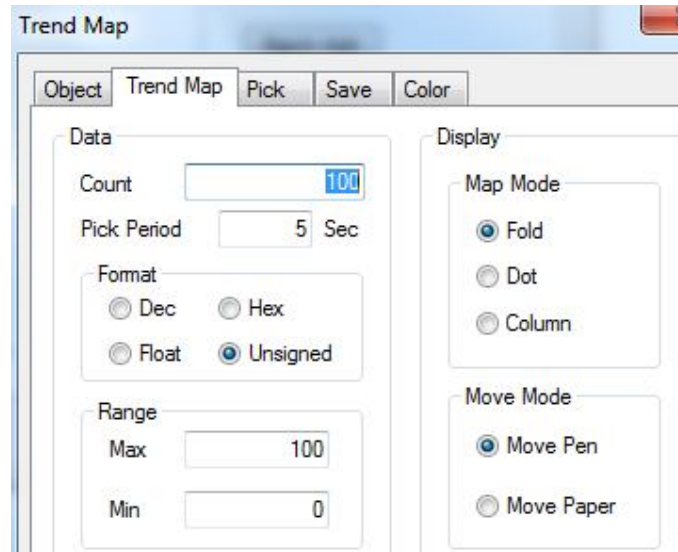 Trend Map
Object Trend Map Pick Save Color
Data
Count 100
Pick Period 5 Sec
Format
Dec Hex
Float Unsigned
Range
Max 100
Min 0
Display
Map Mode
Fold
Dot
Column
Move Mode
Move Pen
Move Paper